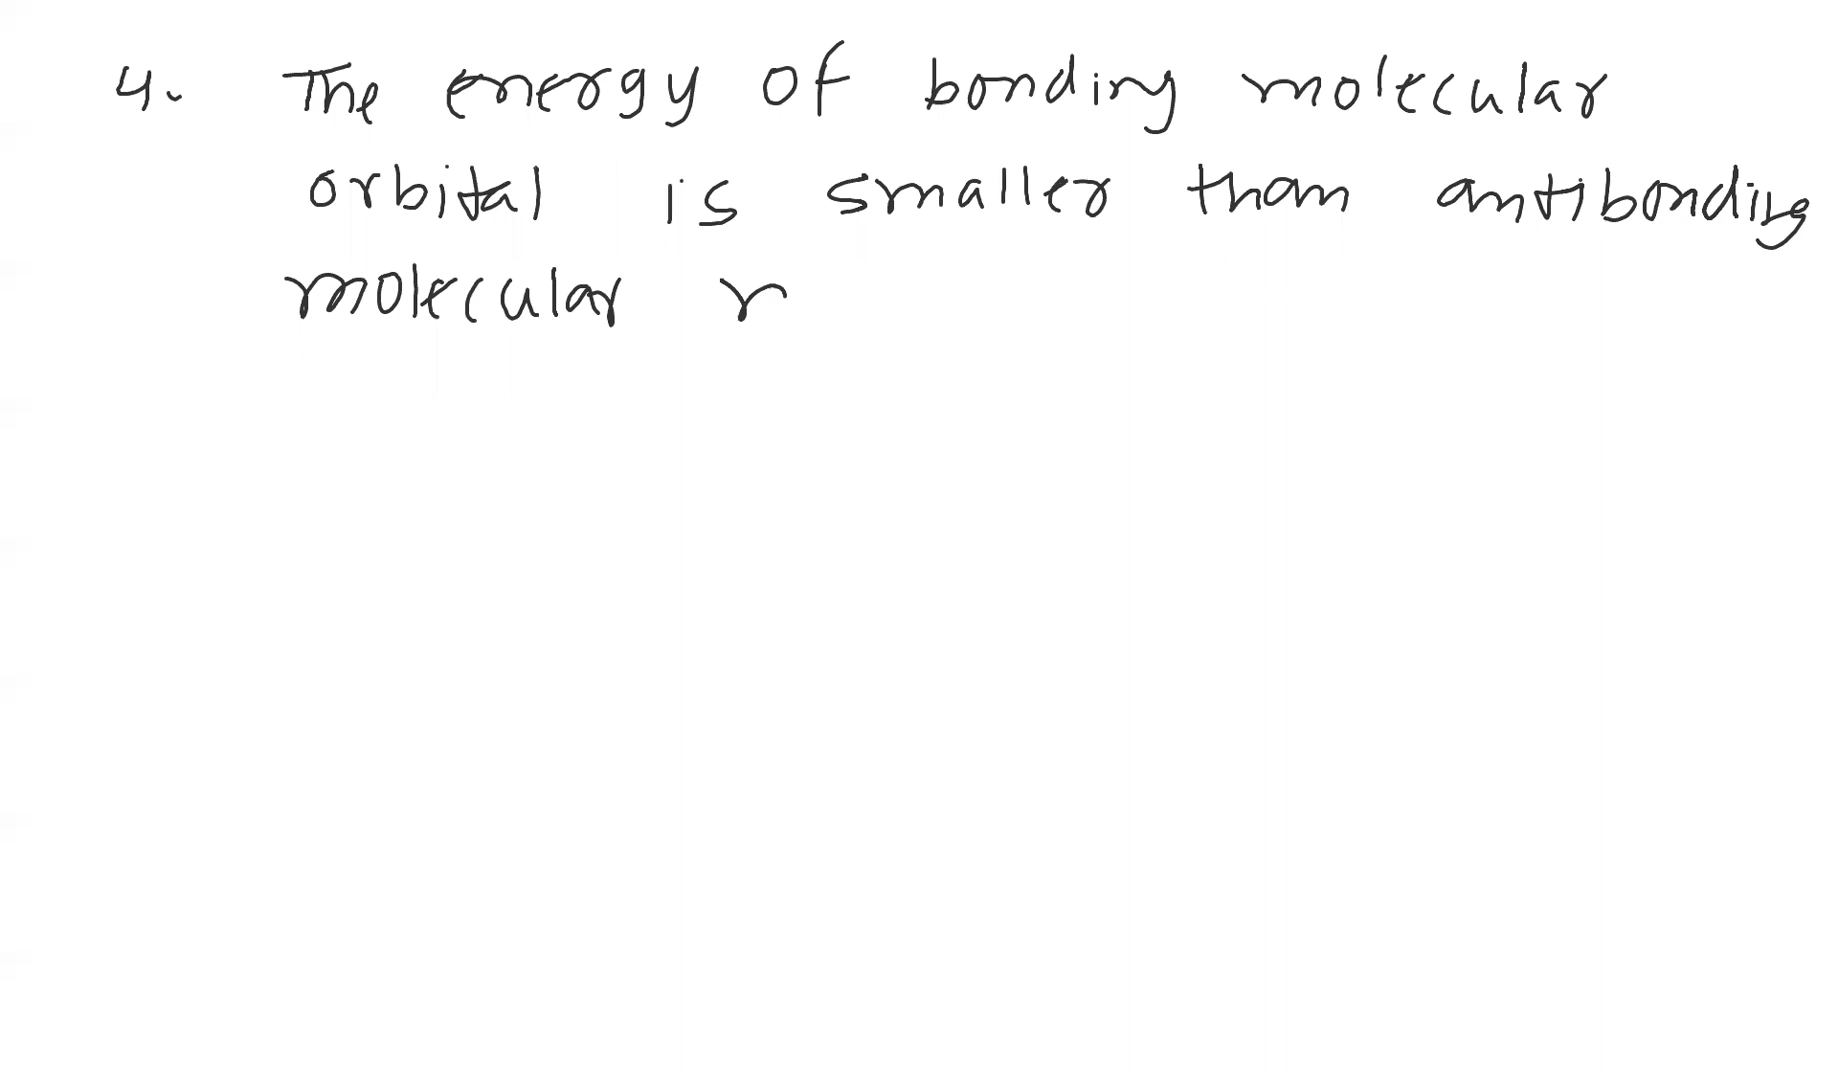 4. The energy of bonding molecular
orbital is smaller than antibonding
molecular r